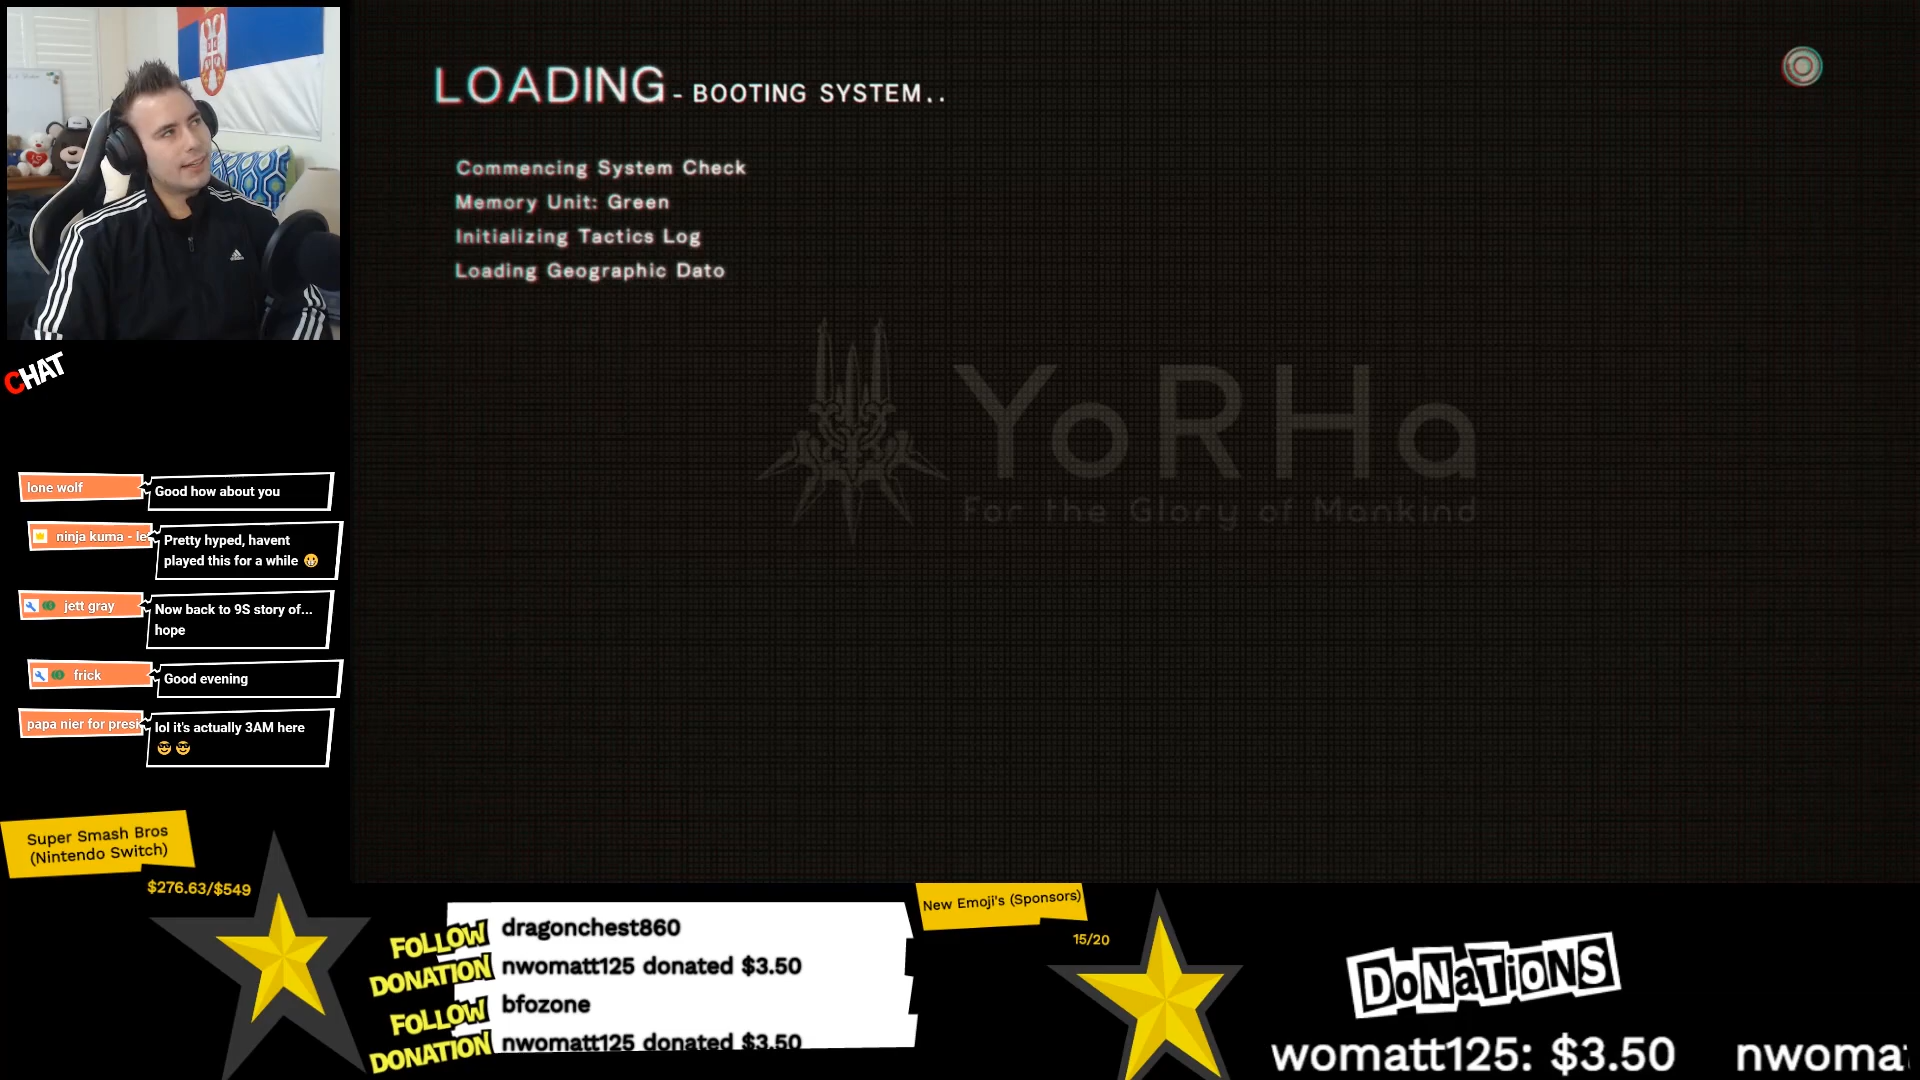 LOADING - BOOTING SYSTEM..
Commencing System Check
Memory Unit: Green
Initializing Tactics Log
Loading Geographic Dato
YoRHa
For the Glory of Mankind
CHAT
lone wolf
Good how about you
ninja kuma - le
Pretty hyped, havent
played this for a while
jett gray
Now back to 9S story of...
hope
frick
Good evening
papa nier for presi
lol it's actually 3AM here
Super Smash Bros
(Nintendo Switch)
$276.63/$549
FOLLOW dragonchest860
DONATION nwomatt125 donated $3.50
FOLLOW bfozone
DONATION nwomatt125 donated $3.50
New Emoji's (Sponsors)
15/20
DONATIONS
womatt125: $3.50 nwoma